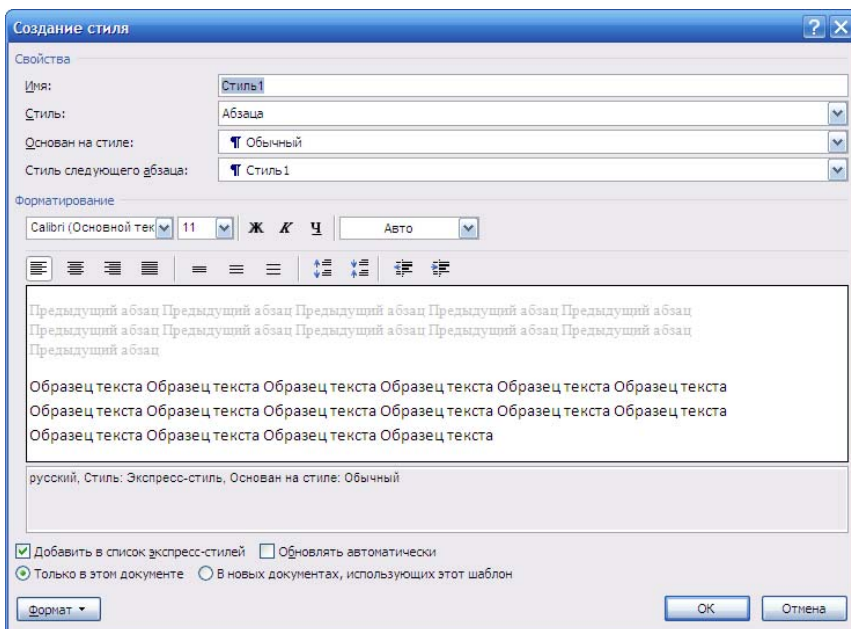 Создание стиля
Свойства
Имя: Стиль1
Стиль: Абзаца
Основан на стиле: ¶ Обычный
Стиль следующего абзаца: ¶ Стиль1
Форматирование
Calibri (Основной тек 11 Ж К Ч Авто
Предыдущий абзац Предыдущий абзац Предыдущий абзац Предыдущий абзац Предыдущий абзац
Предыдущий абзац Предыдущий абзац Предыдущий абзац Предыдущий абзац Предыдущий абзац
Предыдущий абзац
Образец текста Образец текста Образец текста Образец текста Образец текста Образец текста
Образец текста Образец текста Образец текста Образец текста Образец текста Образец текста
Образец текста Образец текста Образец текста Образец текста
русский, Стиль: Экспресс-стиль, Основан на стиле: Обычный
Добавить в список экспресс-стилей Обновлять автоматически
Только в этом документе В новых документах, использующих этот шаблон
Формат ОК Отмена